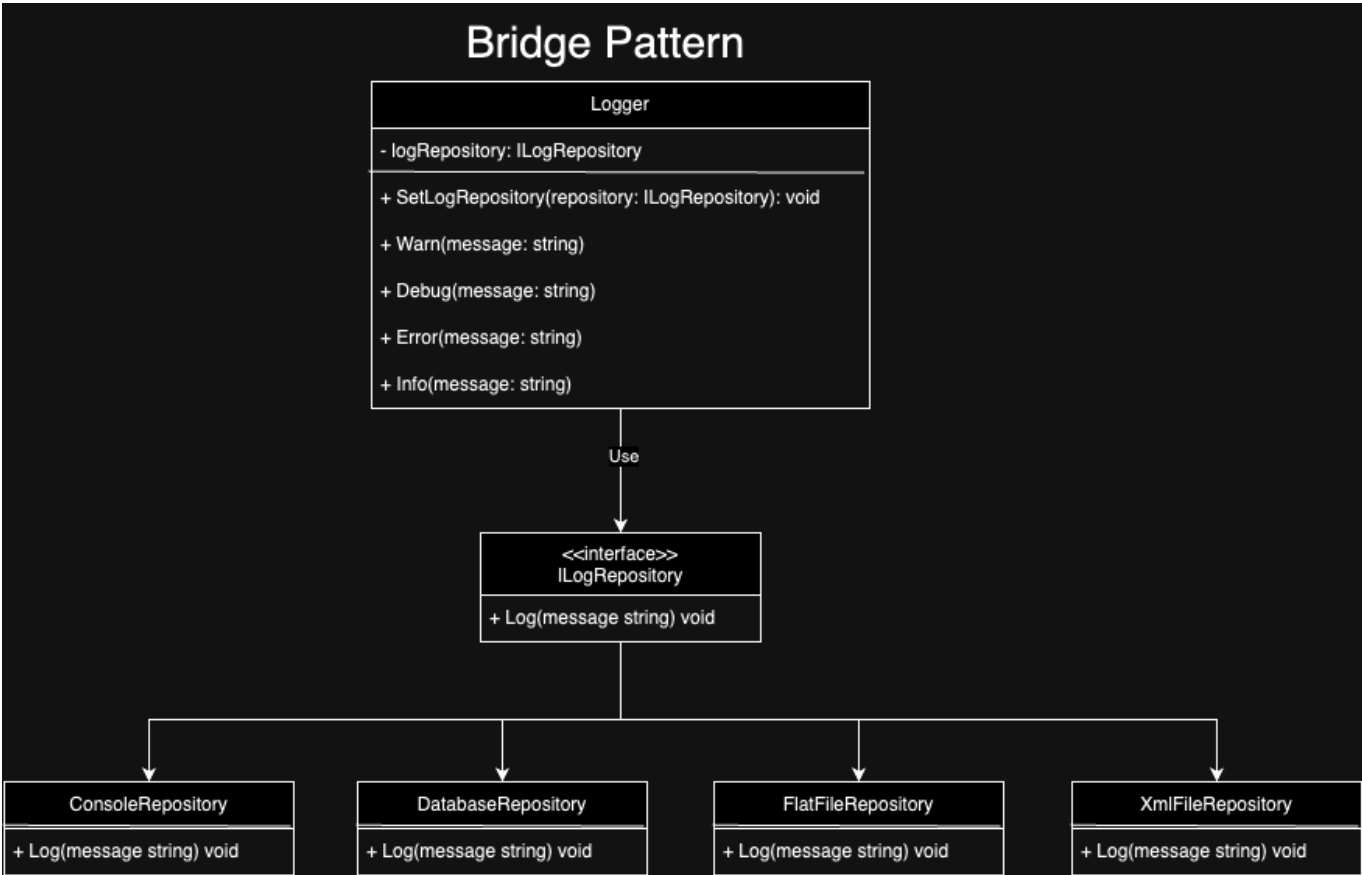 Bridge Pattern
Logger
- logRepository: ILogRepository
+ SetLogRepository(repository: ILogRepository): void
+ Warn(message: string)
+ Debug(message: string)
+ Error(message: string)
+ Info(message: string)
Use
<<interface>>
ILogRepository
+ Log(message string) void
ConsoleRepository
+ Log(message string) void
DatabaseRepository
+ Log(message string) void
FlatFileRepository
+ Log(message string) void
XmlFileRepository
+ Log(message string) void